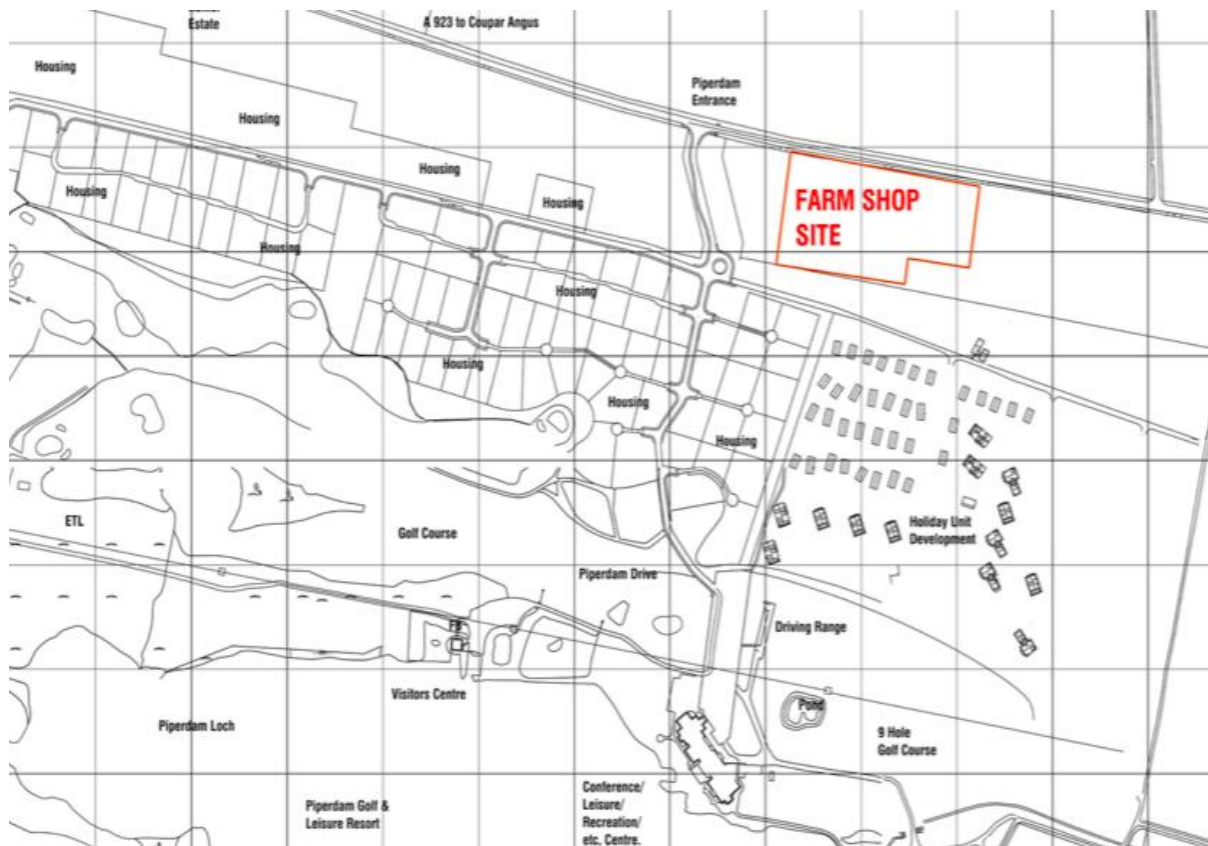 Estate
A 923 to Coupar Angus
Housing
Piperdam
Entrance
Housing
Housing
Housing
FARM SHOP
SITE
Housing
Housing
Housing
Housing
Housing
Housing
ETL
Golf Course
Holiday Unit
Development
Piperdam Drive
FB
Driving Range
Visitors Centre
Piperdam Loch
Pond
9 Hole
Golf Course
Piperdam Golf &
Leisure Resort
Conference/
Leisure/
Recreation/
etc. Centre.